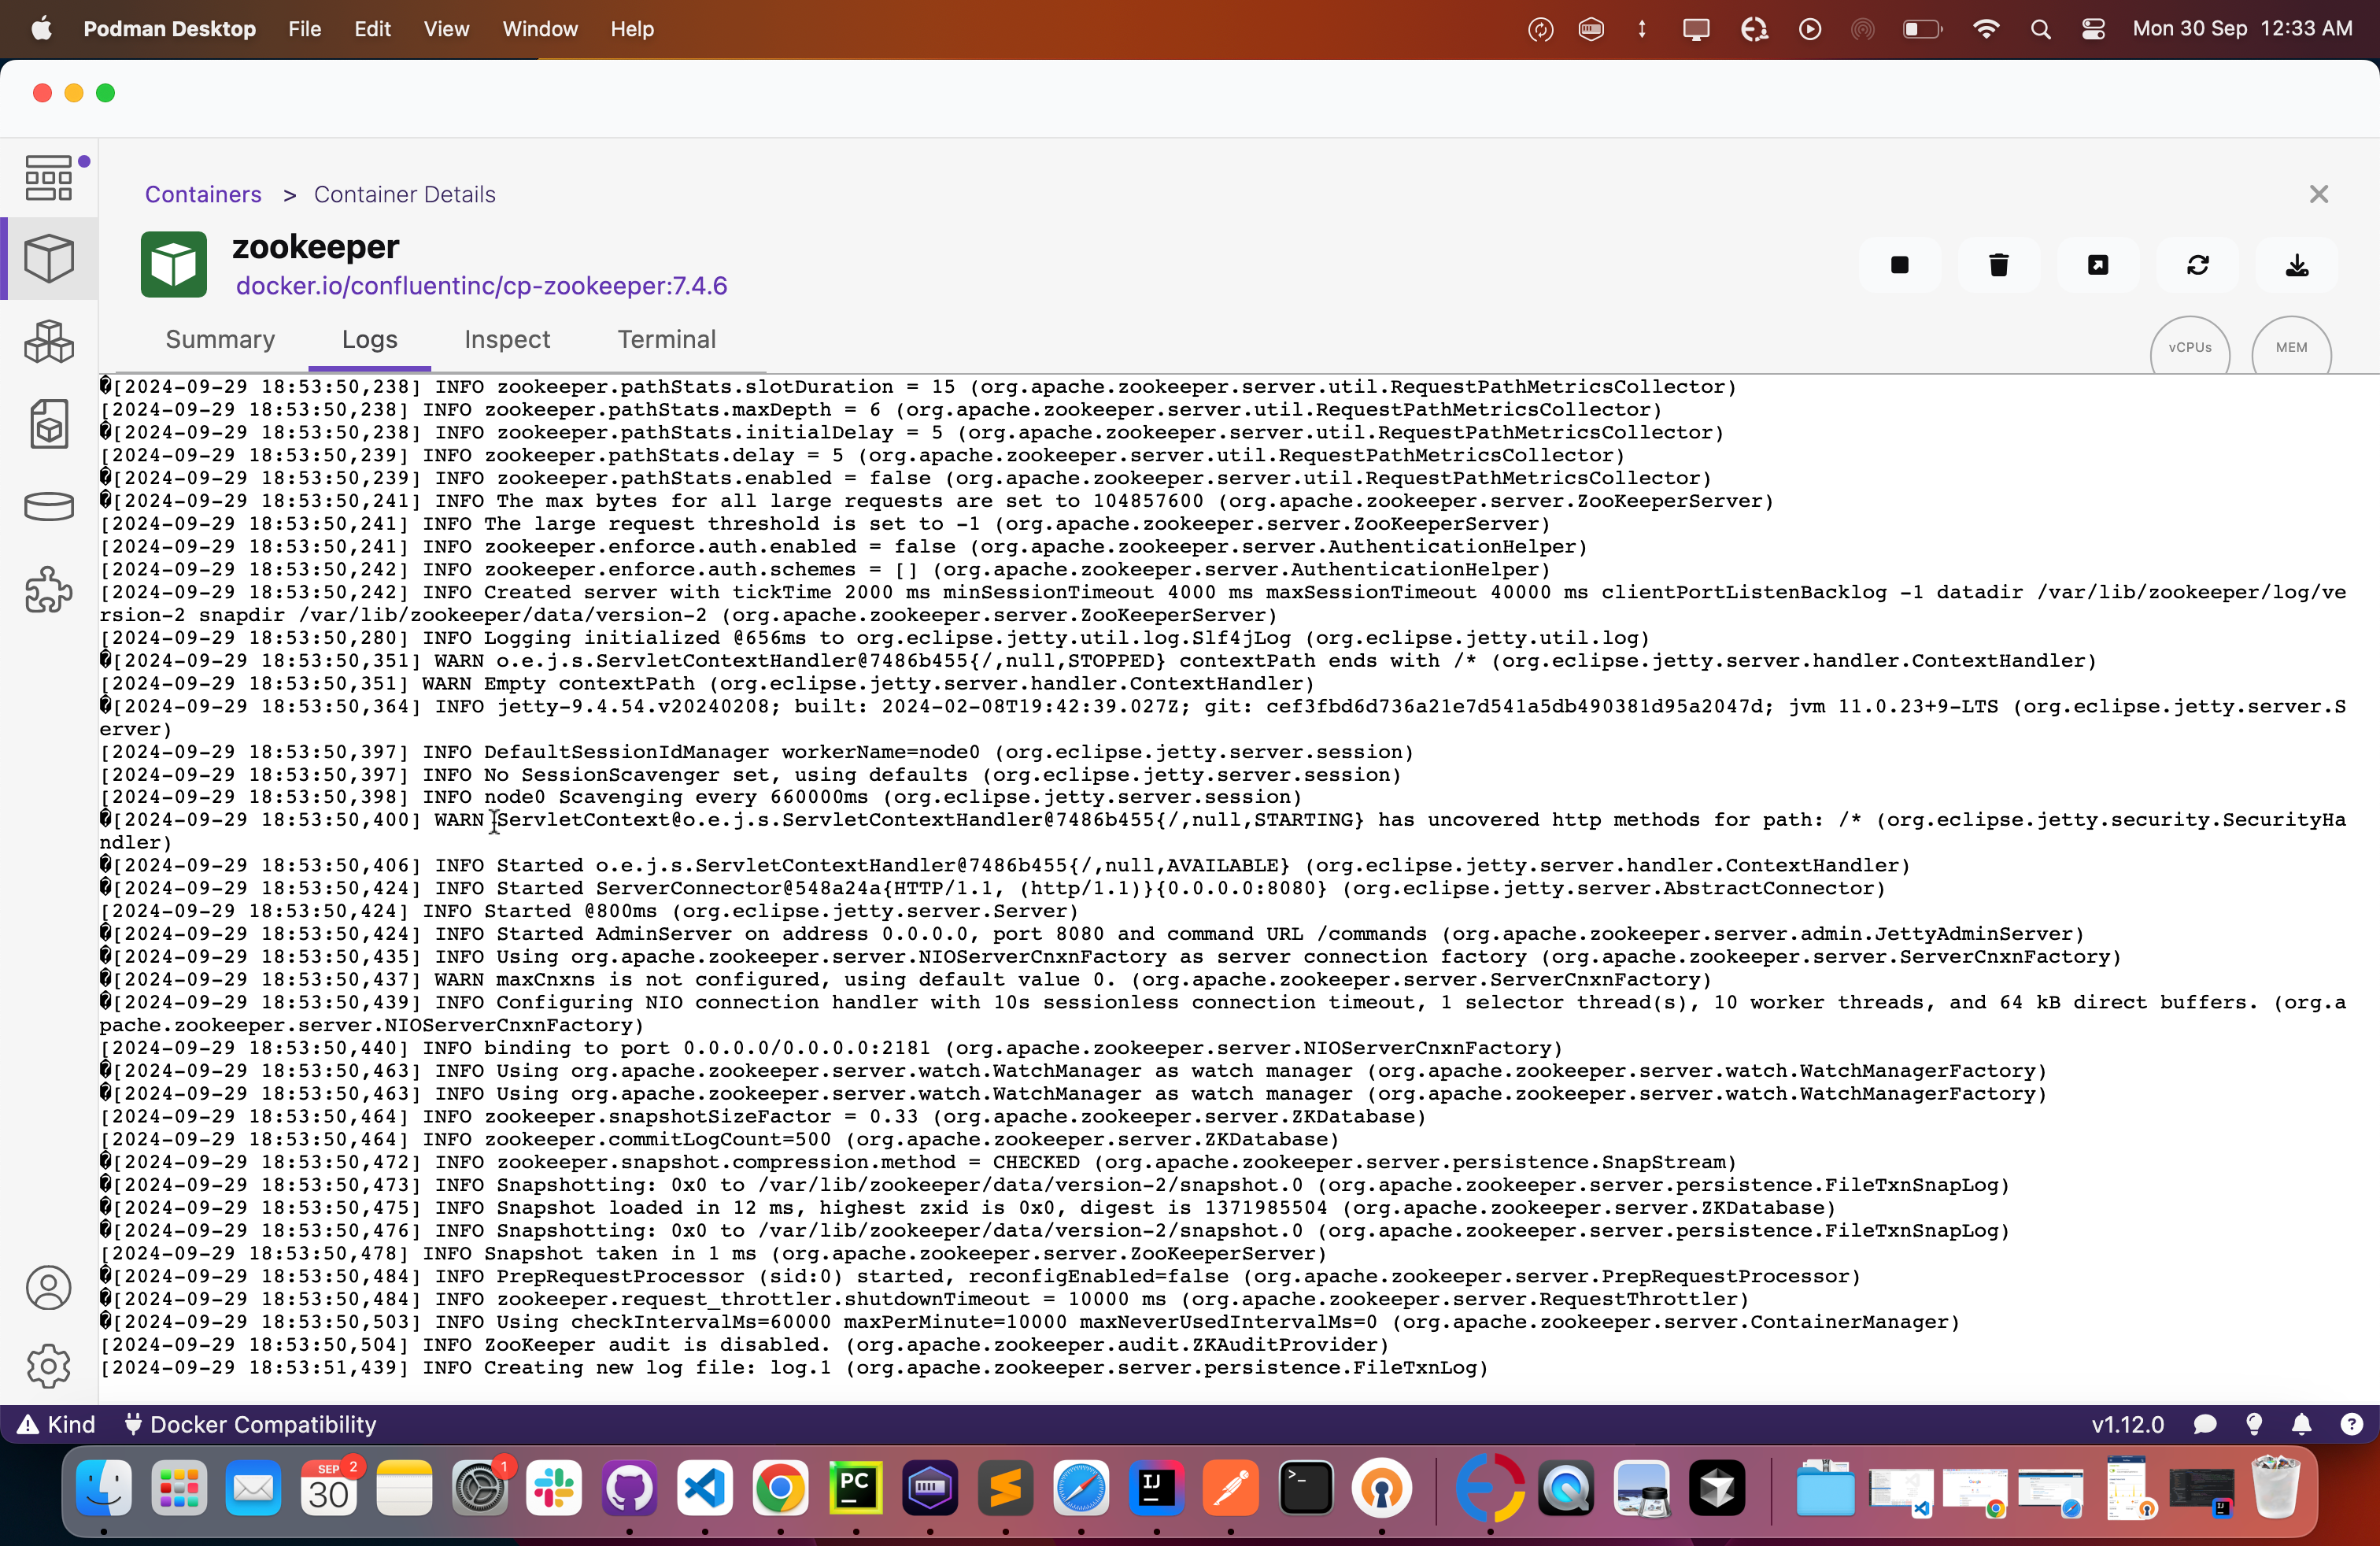 Podman Desktop File Edit View Window Help Mon 30 Sep 12:33 AM
Containers > Container Details
zookeeper
docker.io/confluentinc/cp-zookeeper:7.4.6
Summary Logs Inspect Terminal
vCPUs MEM
�[2024-09-29 18:53:50,238] INFO zookeeper.pathStats.slotDuration = 15 (org.apache.zookeeper.server.util.RequestPathMetricsCollector)
[2024-09-29 18:53:50,238] INFO zookeeper.pathStats.maxDepth = 6 (org.apache.zookeeper.server.util.RequestPathMetricsCollector)
�[2024-09-29 18:53:50,238] INFO zookeeper.pathStats.initialDelay = 5 (org.apache.zookeeper.server.util.RequestPathMetricsCollector)
[2024-09-29 18:53:50,239] INFO zookeeper.pathStats.delay = 5 (org.apache.zookeeper.server.util.RequestPathMetricsCollector)
�[2024-09-29 18:53:50,239] INFO zookeeper.pathStats.enabled = false (org.apache.zookeeper.server.util.RequestPathMetricsCollector)
�[2024-09-29 18:53:50,241] INFO The max bytes for all large requests are set to 104857600 (org.apache.zookeeper.server.ZooKeeperServer)
[2024-09-29 18:53:50,241] INFO The large request threshold is set to -1 (org.apache.zookeeper.server.ZooKeeperServer)
[2024-09-29 18:53:50,241] INFO zookeeper.enforce.auth.enabled = false (org.apache.zookeeper.server.AuthenticationHelper)
[2024-09-29 18:53:50,242] INFO zookeeper.enforce.auth.schemes = [] (org.apache.zookeeper.server.AuthenticationHelper)
[2024-09-29 18:53:50,242] INFO Created server with tickTime 2000 ms minSessionTimeout 4000 ms maxSessionTimeout 40000 ms clientPortListenBacklog -1 datadir /var/lib/zookeeper/log/ve
rsion-2 snapdir /var/lib/zookeeper/data/version-2 (org.apache.zookeeper.server.ZooKeeperServer)
[2024-09-29 18:53:50,280] INFO Logging initialized @656ms to org.eclipse.jetty.util.log.Slf4jLog (org.eclipse.jetty.util.log)
�[2024-09-29 18:53:50,351] WARN o.e.j.s.ServletContextHandler@7486b455{/,null,STOPPED} contextPath ends with /* (org.eclipse.jetty.server.handler.ContextHandler)
[2024-09-29 18:53:50,351] WARN Empty contextPath (org.eclipse.jetty.server.handler.ContextHandler)
�[2024-09-29 18:53:50,364] INFO jetty-9.4.54.v20240208; built: 2024-02-08T19:42:39.027Z; git: cef3fbd6d736a21e7d541a5db490381d95a2047d; jvm 11.0.23+9-LTS (org.eclipse.jetty.server.S
erver)
[2024-09-29 18:53:50,397] INFO DefaultSessionIdManager workerName=node0 (org.eclipse.jetty.server.session)
[2024-09-29 18:53:50,397] INFO No SessionScavenger set, using defaults (org.eclipse.jetty.server.session)
[2024-09-29 18:53:50,398] INFO node0 Scavenging every 660000ms (org.eclipse.jetty.server.session)
�[2024-09-29 18:53:50,400] WARN ServletContext@o.e.j.s.ServletContextHandler@7486b455{/,null,STARTING} has uncovered http methods for path: /* (org.eclipse.jetty.security.SecurityHa
ndler)
�[2024-09-29 18:53:50,406] INFO Started o.e.j.s.ServletContextHandler@7486b455{/,null,AVAILABLE} (org.eclipse.jetty.server.handler.ContextHandler)
�[2024-09-29 18:53:50,424] INFO Started ServerConnector@548a24a{HTTP/1.1, (http/1.1)}{0.0.0.0:8080} (org.eclipse.jetty.server.AbstractConnector)
[2024-09-29 18:53:50,424] INFO Started @800ms (org.eclipse.jetty.server.Server)
�[2024-09-29 18:53:50,424] INFO Started AdminServer on address 0.0.0.0, port 8080 and command URL /commands (org.apache.zookeeper.server.admin.JettyAdminServer)
�[2024-09-29 18:53:50,435] INFO Using org.apache.zookeeper.server.NIOServerCnxnFactory as server connection factory (org.apache.zookeeper.server.ServerCnxnFactory)
�[2024-09-29 18:53:50,437] WARN maxCnxns is not configured, using default value 0. (org.apache.zookeeper.server.ServerCnxnFactory)
�[2024-09-29 18:53:50,439] INFO Configuring NIO connection handler with 10s sessionless connection timeout, 1 selector thread(s), 10 worker threads, and 64 kB direct buffers. (org.a
pache.zookeeper.server.NIOServerCnxnFactory)
[2024-09-29 18:53:50,440] INFO binding to port 0.0.0.0/0.0.0.0:2181 (org.apache.zookeeper.server.NIOServerCnxnFactory)
�[2024-09-29 18:53:50,463] INFO Using org.apache.zookeeper.server.watch.WatchManager as watch manager (org.apache.zookeeper.server.watch.WatchManagerFactory)
�[2024-09-29 18:53:50,463] INFO Using org.apache.zookeeper.server.watch.WatchManager as watch manager (org.apache.zookeeper.server.watch.WatchManagerFactory)
[2024-09-29 18:53:50,464] INFO zookeeper.snapshotSizeFactor = 0.33 (org.apache.zookeeper.server.ZKDatabase)
[2024-09-29 18:53:50,464] INFO zookeeper.commitLogCount=500 (org.apache.zookeeper.server.ZKDatabase)
�[2024-09-29 18:53:50,472] INFO zookeeper.snapshot.compression.method = CHECKED (org.apache.zookeeper.server.persistence.SnapStream)
�[2024-09-29 18:53:50,473] INFO Snapshotting: 0x0 to /var/lib/zookeeper/data/version-2/snapshot.0 (org.apache.zookeeper.server.persistence.FileTxnSnapLog)
�[2024-09-29 18:53:50,475] INFO Snapshot loaded in 12 ms, highest zxid is 0x0, digest is 1371985504 (org.apache.zookeeper.server.ZKDatabase)
�[2024-09-29 18:53:50,476] INFO Snapshotting: 0x0 to /var/lib/zookeeper/data/version-2/snapshot.0 (org.apache.zookeeper.server.persistence.FileTxnSnapLog)
[2024-09-29 18:53:50,478] INFO Snapshot taken in 1 ms (org.apache.zookeeper.server.ZooKeeperServer)
�[2024-09-29 18:53:50,484] INFO PrepRequestProcessor (sid:0) started, reconfigEnabled=false (org.apache.zookeeper.server.PrepRequestProcessor)
�[2024-09-29 18:53:50,484] INFO zookeeper.request_throttler.shutdownTimeout = 10000 ms (org.apache.zookeeper.server.RequestThrottler)
�[2024-09-29 18:53:50,503] INFO Using checkIntervalMs=60000 maxPerMinute=10000 maxNeverUsedIntervalMs=0 (org.apache.zookeeper.server.ContainerManager)
[2024-09-29 18:53:50,504] INFO ZooKeeper audit is disabled. (org.apache.zookeeper.audit.ZKAuditProvider)
[2024-09-29 18:53:51,439] INFO Creating new log file: log.1 (org.apache.zookeeper.server.persistence.FileTxnLog)
Kind Docker Compatibility v1.12.0
SEP 2 1
30 PC IJ >_